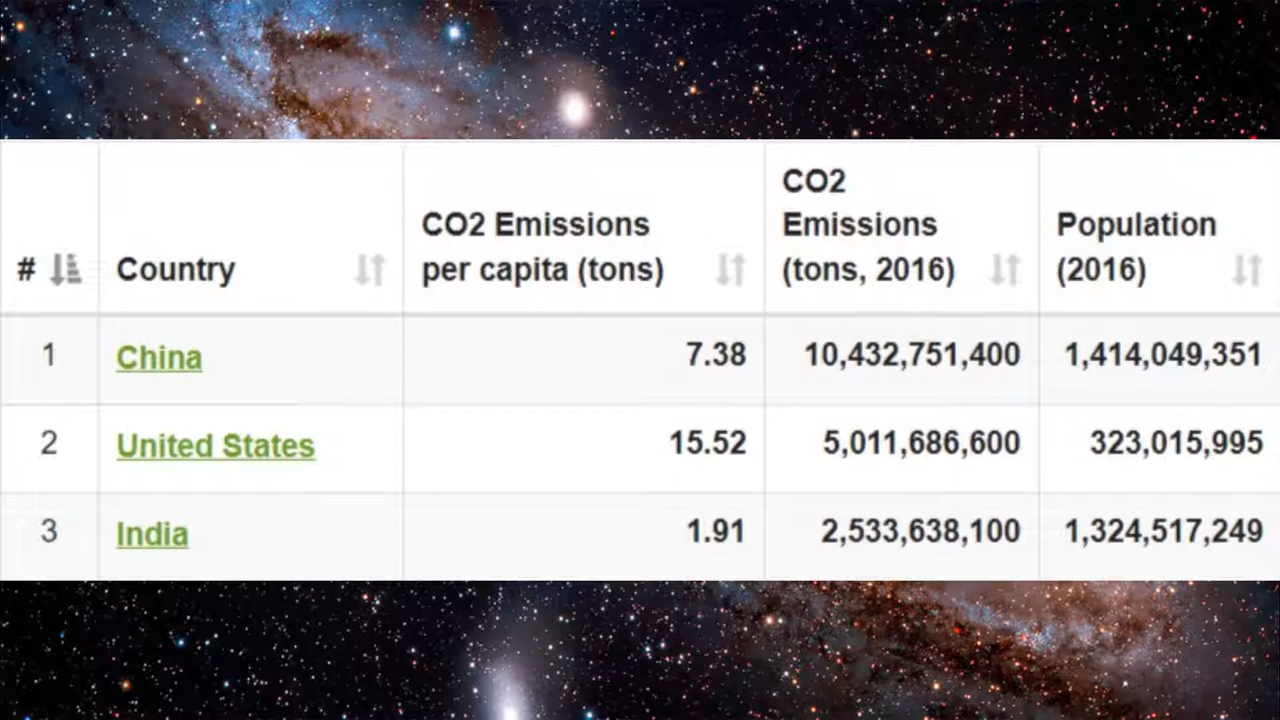 # Country CO2 Emissions per capita (tons) CO2 Emissions (tons, 2016) Population (2016)
1 China 7.38 10,432,751,400 1,414,049,351
2 United States 15.52 5,011,686,600 323,015,995
3 India 1.91 2,533,638,100 1,324,517,249